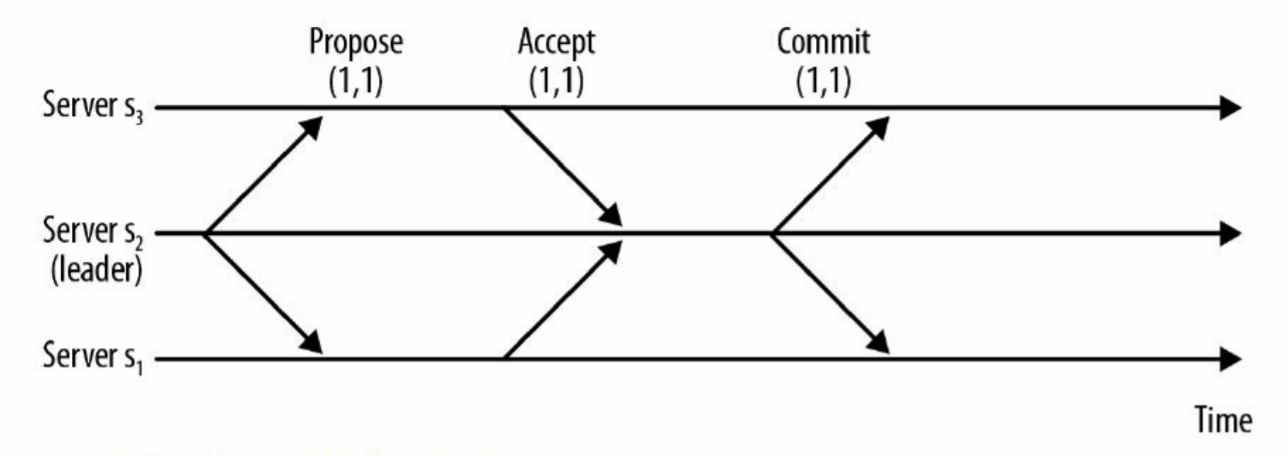 Propose
(1,1)
Accept
(1,1)
Commit
(1,1)
Server s₃
Server s₂
(leader)
Server s₁
Time